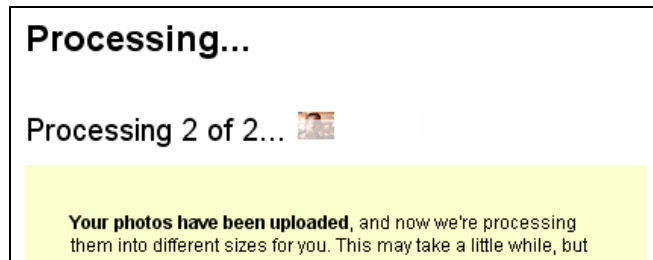 Processing...
Processing 2 of 2...
Your photos have been uploaded, and now we're processing
them into different sizes for you. This may take a little while, but